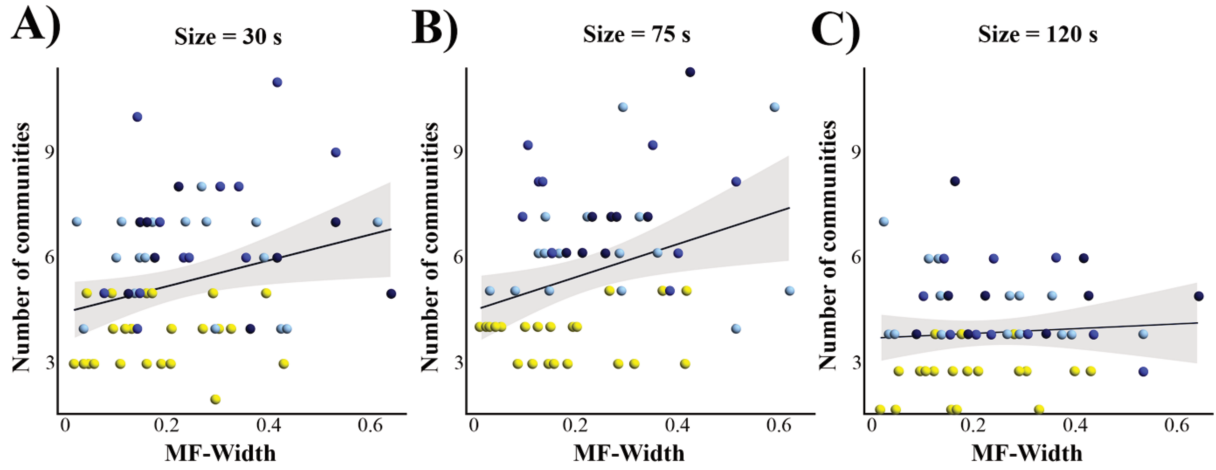 A) Size = 30 s
Number of communities
9
6
3
0 0.2 0.4 0.6
MF-Width
B) Size = 75 s
Number of communities
9
6
3
0 0.2 0.4 0.6
MF-Width
C) Size = 120 s
Number of communities
9
6
3
0 0.2 0.4 0.6
MF-Width